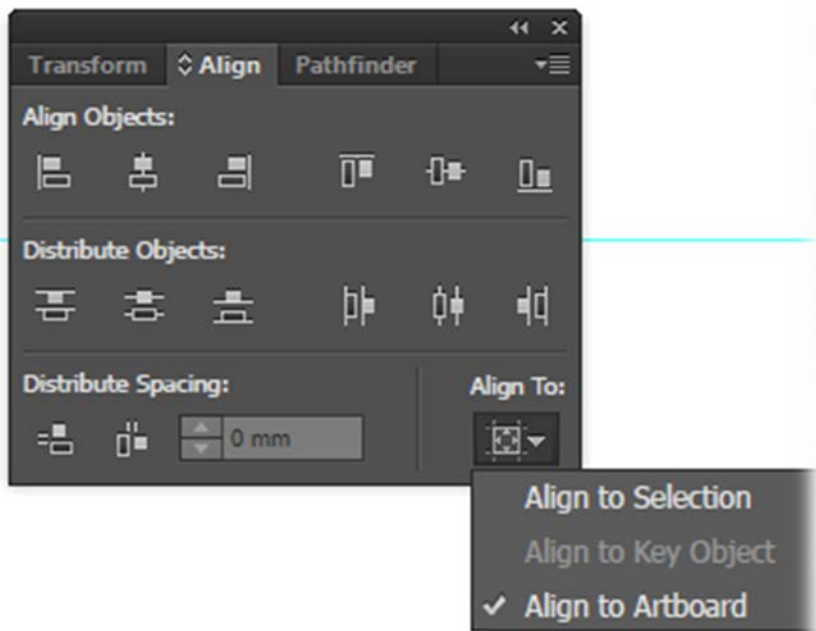 Transform Align Pathfinder
Align Objects:
Distribute Objects:
Distribute Spacing: Align To:
0 mm
Align to Selection
Align to Key Object
Align to Artboard